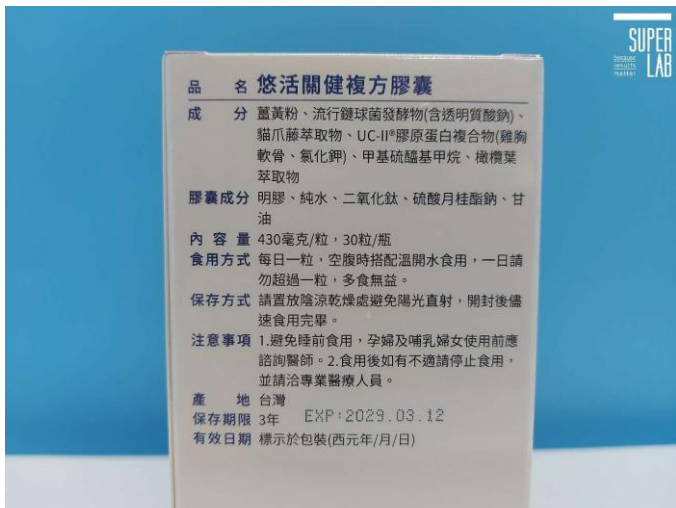 SUPER
LAB
because
results
matter
品名 悠活關健複方膠囊
成分 薑黃粉、流行鏈球菌發酵物(含透明質酸鈉)、
貓爪藤萃取物、UC-II®膠原蛋白複合物(雞胸
軟骨、氯化鉀)、甲基硫醯基甲烷、橄欖葉
萃取物
膠囊成分 明膠、純水、二氧化鈦、硫酸月桂酯鈉、甘
油
內容量 430毫克/粒，30粒/瓶
食用方式 每日一粒，空腹時搭配溫開水食用，一日請
勿超過一粒，多食無益。
保存方式 請置放陰涼乾燥處避免陽光直射，開封後儘
速食用完畢。
注意事項 1.避免睡前食用，孕婦及哺乳婦女使用前應
諮詢醫師。2.食用後如有不適請停止食用，
並請洽專業醫療人員。
產地 台灣
保存期限 3年 EXP:2029.03.12
有效日期 標示於包裝(西元年/月/日)